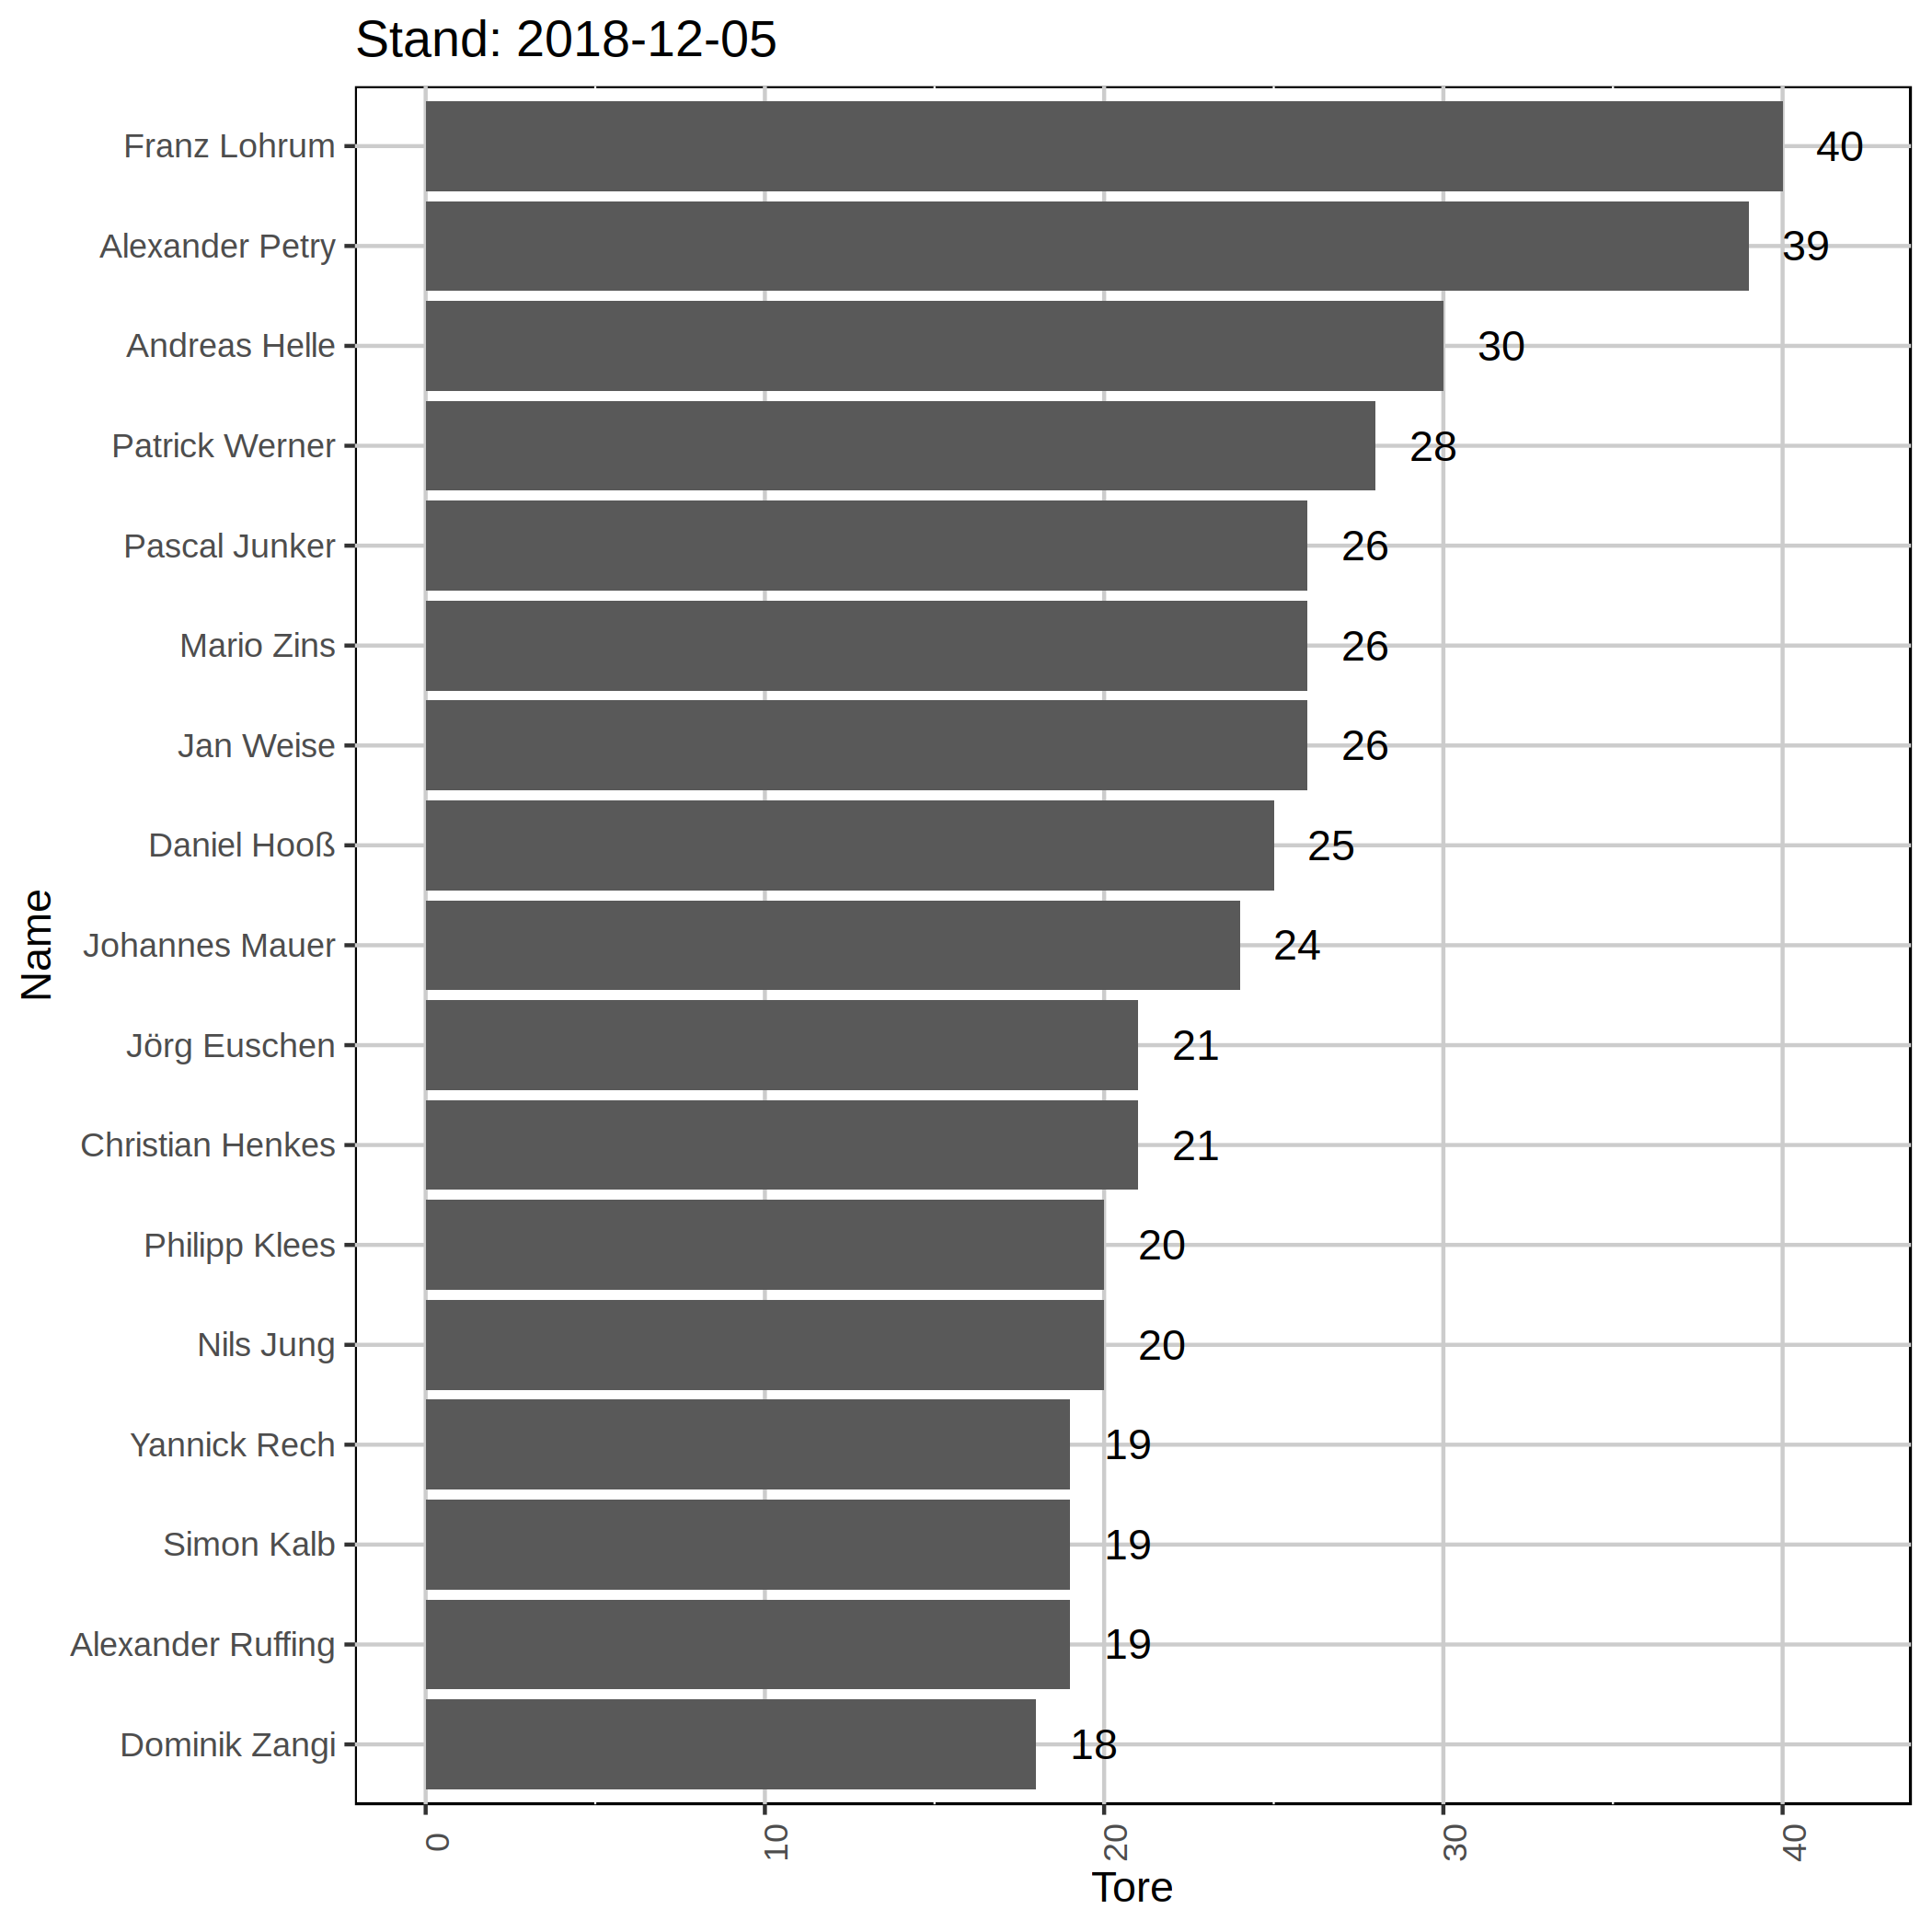 Stand: 2018-12-05
Name
Franz Lohrum 40
Alexander Petry 39
Andreas Helle 30
Patrick Werner 28
Pascal Junker 26
Mario Zins 26
Jan Weise 26
Daniel Hooß 25
Johannes Mauer 24
Jörg Euschen 21
Christian Henkes 21
Philipp Klees 20
Nils Jung 20
Yannick Rech 19
Simon Kalb 19
Alexander Ruffing 19
Dominik Zangi 18
0 10 20 30 40
Tore